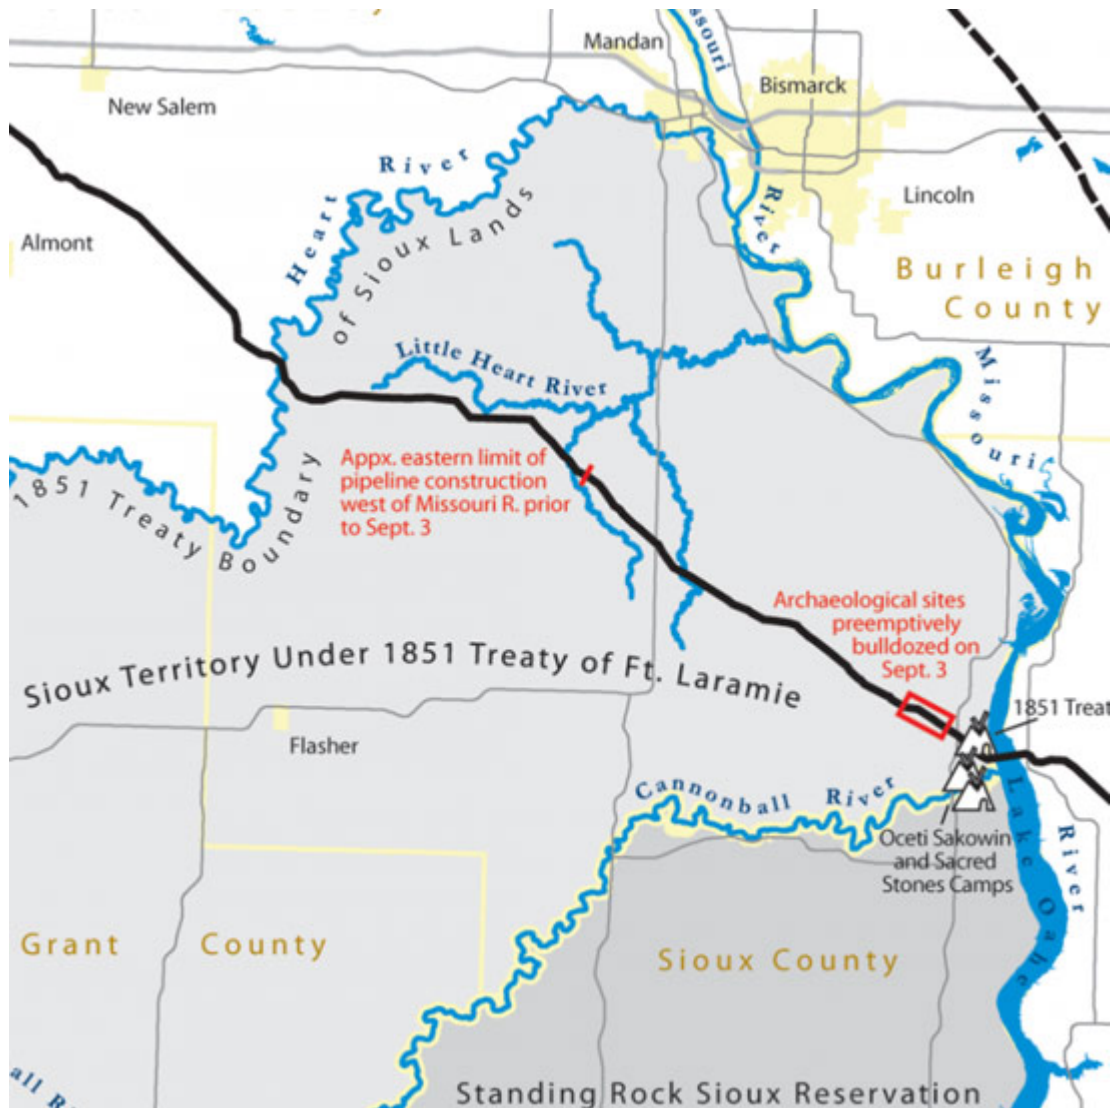 Mandan
Missouri
Bismarck
New Salem
Heart River
River
Lincoln
Almont
of Sioux Lands
Burleigh
County
Little Heart River
Missouri
Appx. eastern limit of
pipeline construction
west of Missouri R. prior
to Sept. 3
1851 Treaty Boundary
Archaeological sites
preemptively
bulldozed on
Sept. 3
Sioux Territory Under 1851 Treaty of Ft. Laramie
1851 Treat
Flasher
Cannonball River
Lake Oahe
River
Oceti Sakowin
and Sacred
Stones Camps
Grant County
Sioux County
Standing Rock Sioux Reservation